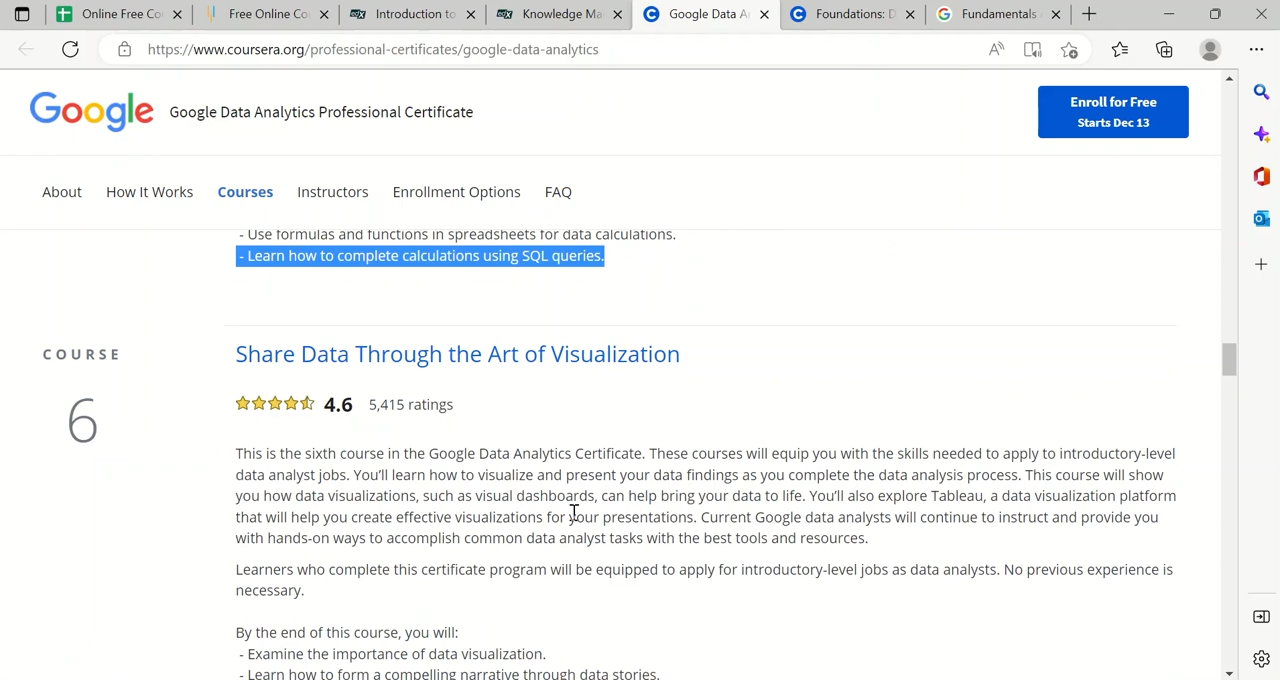 Online Free Co
Free Online Co
Introduction to
Knowledge Ma
Google Data A
Foundations: D
Fundamentals
https://www.coursera.org/professional-certificates/google-data-analytics
Google
Google Data Analytics Professional Certificate
Enroll for Free
Starts Dec 13
About
How It Works
Courses
Instructors
Enrollment Options
FAQ
- Use formulas and functions in spreadsheets for data calculations.
- Learn how to complete calculations using SQL queries.
COURSE
6
Share Data Through the Art of Visualization
4.6
5,415 ratings
This is the sixth course in the Google Data Analytics Certificate. These courses will equip you with the skills needed to apply to introductory-level
data analyst jobs. You’ll learn how to visualize and present your data findings as you complete the data analysis process. This course will show
you how data visualizations, such as visual dashboards, can help bring your data to life. You’ll also explore Tableau, a data visualization platform
that will help you create effective visualizations for your presentations. Current Google data analysts will continue to instruct and provide you
with hands-on ways to accomplish common data analyst tasks with the best tools and resources.
Learners who complete this certificate program will be equipped to apply for introductory-level jobs as data analysts. No previous experience is
necessary.
By the end of this course, you will:
- Examine the importance of data visualization.
- Learn how to form a compelling narrative through data stories.